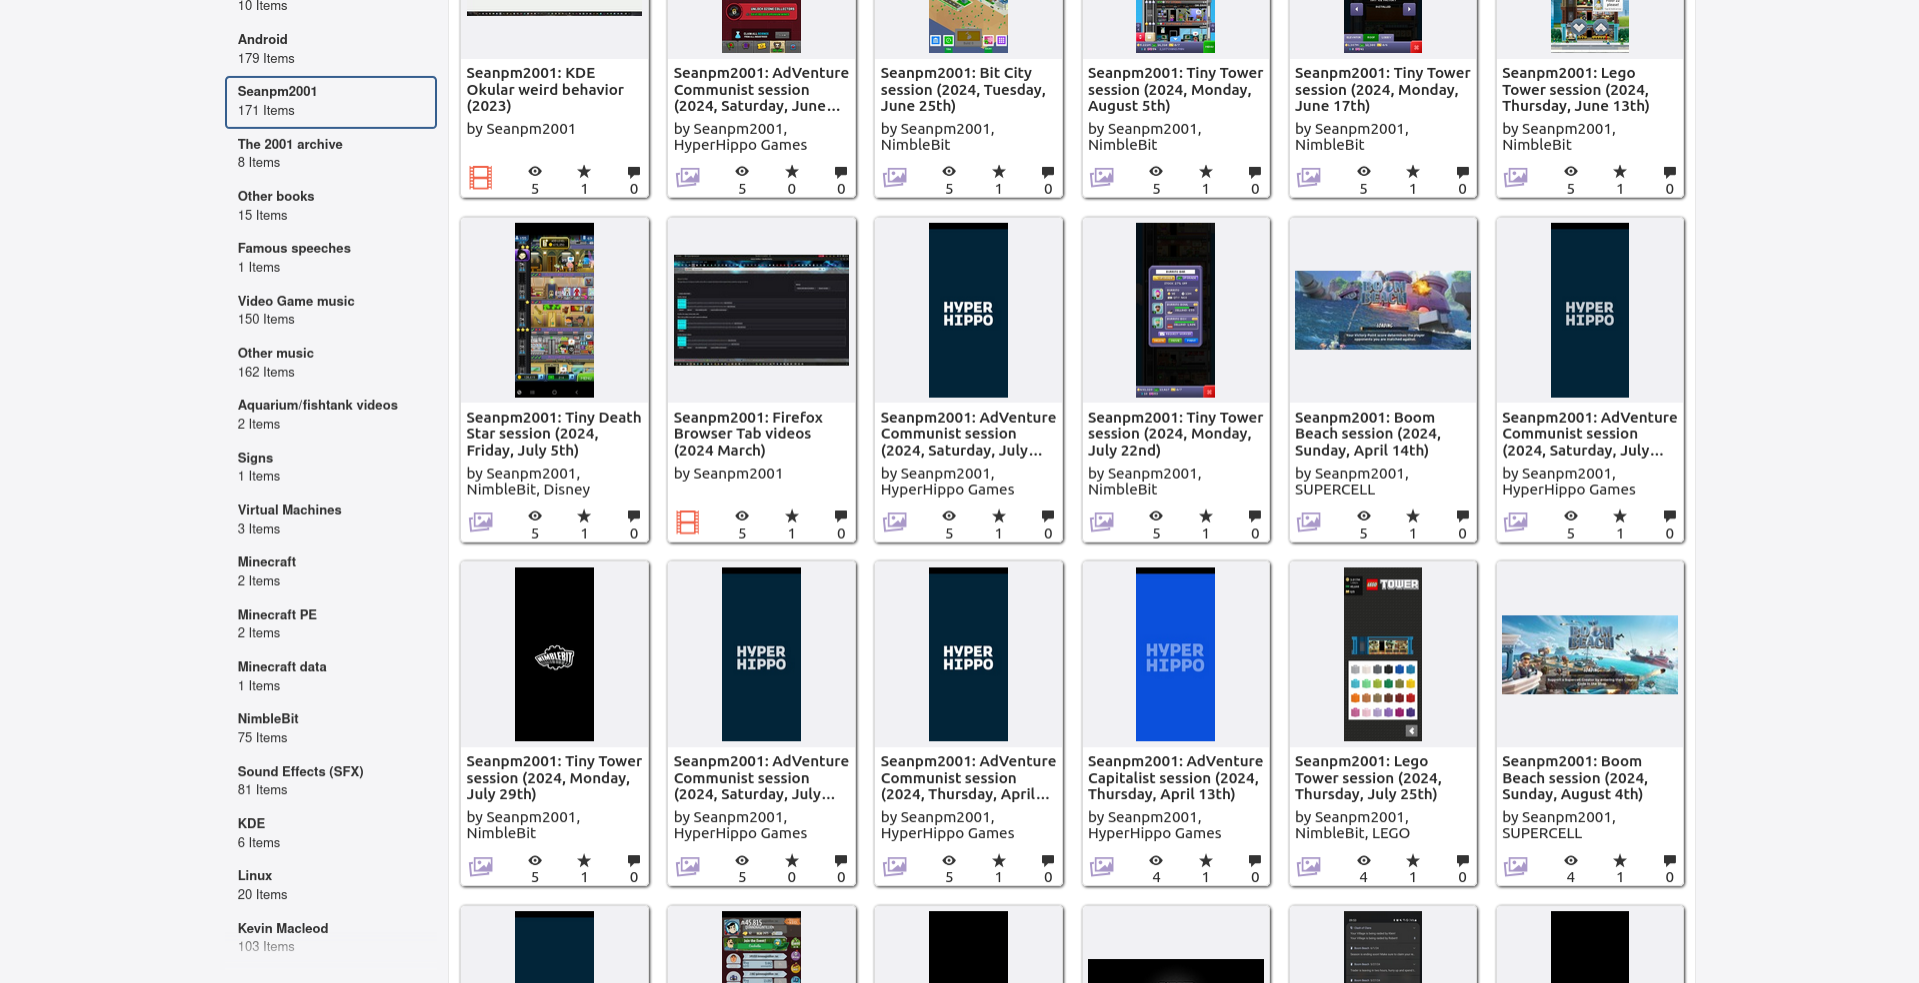 10 Items
Android
179 Items
Seanpm2001
171 Items
The 2001 archive
8 Items
Other books
15 Items
Famous speeches
1 Items
Video Game music
150 Items
Other music
162 Items
Aquarium/fishtank videos
2 Items
Signs
1 Items
Virtual Machines
3 Items
Minecraft
2 Items
Minecraft PE
2 Items
Minecraft data
1 Items
NimbleBit
75 Items
Sound Effects (SFX)
81 Items
KDE
6 Items
Linux
20 Items
Kevin Macleod
103 Items
Seanpm2001: KDE
Okular weird behavior
(2023)
by Seanpm2001
5 1 0
Seanpm2001: AdVenture
Communist session
(2024, Saturday, June...
by Seanpm2001,
HyperHippo Games
5 0 0
Seanpm2001: Bit City
session (2024, Tuesday,
June 25th)
by Seanpm2001,
NimbleBit
5 1 0
Seanpm2001: Tiny Tower
session (2024, Monday,
August 5th)
by Seanpm2001,
NimbleBit
5 1 0
Seanpm2001: Tiny Tower
session (2024, Monday,
June 17th)
by Seanpm2001,
NimbleBit
5 1 0
Seanpm2001: Lego
Tower session (2024,
Thursday, June 13th)
by Seanpm2001,
NimbleBit
5 1 0
Seanpm2001: Tiny Death
Star session (2024,
Friday, July 5th)
by Seanpm2001,
NimbleBit, Disney
5 1 0
Seanpm2001: Firefox
Browser Tab videos
(2024 March)
by Seanpm2001
5 1 0
HYPER
HIPPO
Seanpm2001: AdVenture
Communist session
(2024, Saturday, July...
by Seanpm2001,
HyperHippo Games
5 1 0
Seanpm2001: Tiny Tower
session (2024, Monday,
July 22nd)
by Seanpm2001,
NimbleBit
5 1 0
BOOM
BEACH
Seanpm2001: Boom
Beach session (2024,
Sunday, April 14th)
by Seanpm2001,
SUPERCELL
5 1 0
HYPER
HIPPO
Seanpm2001: AdVenture
Communist session
(2024, Saturday, July...
by Seanpm2001,
HyperHippo Games
5 1 0
NIMBLEBIT
Seanpm2001: Tiny Tower
session (2024, Monday,
July 29th)
by Seanpm2001,
NimbleBit
5 1 0
HYPER
HIPPO
Seanpm2001: AdVenture
Communist session
(2024, Saturday, July...
by Seanpm2001,
HyperHippo Games
5 0 0
HYPER
HIPPO
Seanpm2001: AdVenture
Communist session
(2024, Thursday, April...
by Seanpm2001,
HyperHippo Games
5 1 0
HYPER
HIPPO
Seanpm2001: AdVenture
Capitalist session (2024,
Thursday, April 13th)
by Seanpm2001,
HyperHippo Games
4 1 0
LEGO TOWER
Seanpm2001: Lego
Tower session (2024,
Thursday, July 25th)
by Seanpm2001,
NimbleBit, LEGO
4 1 0
BOOM
BEACH
Seanpm2001: Boom
Beach session (2024,
Sunday, August 4th)
by Seanpm2001,
SUPERCELL
4 1 0